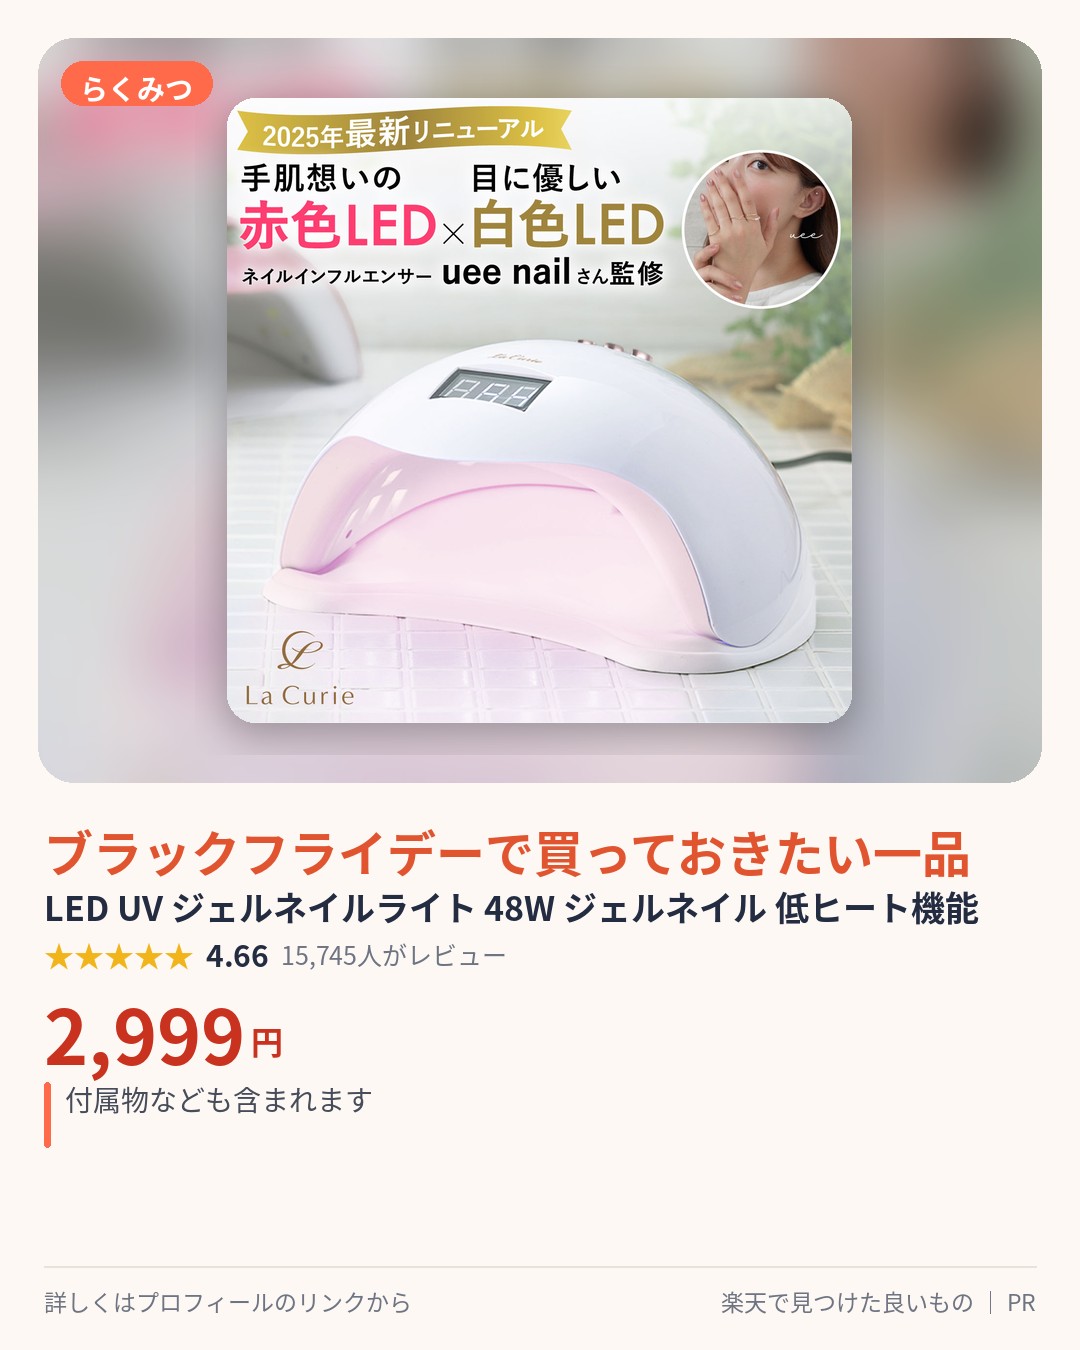 らくみつ
2025年最新リニューアル
手肌想いの 目に優しい
赤色LED×白色LED
ネイルインフルエンサー uee nailさん監修
uee
La Curie
La Curie
ブラックフライデーで買っておきたい一品
LED UV ジェルネイルライト 48W ジェルネイル 低ヒート機能
★★★★★ 4.66 15,745人がレビュー
2,999円
付属物なども含まれます
詳しくはプロフィールのリンクから
楽天で見つけた良いもの | PR